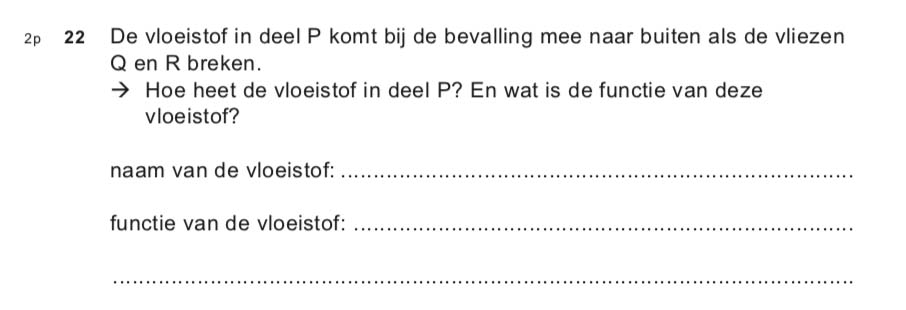 2p 22 De vloeistof in deel P komt bij de bevalling mee naar buiten als de vliezen
Q en R breken.
→ Hoe heet de vloeistof in deel P? En wat is de functie van deze
vloeistof?
naam van de vloeistof: ................................................................................
functie van de vloeistof: ..............................................................................
....................................................................................................................